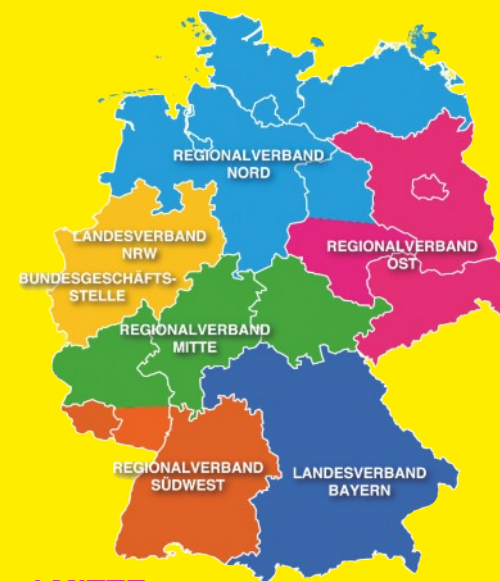 REGIONALVERBAND
NORD
LANDESVERBAND
NRW
REGIONALVERBAND
OST
BUNDESGESCHÄFTS-
STELLE
REGIONALVERBAND
MITTE
REGIONALVERBAND
SÜDWEST
LANDESVERBAND
BAYERN